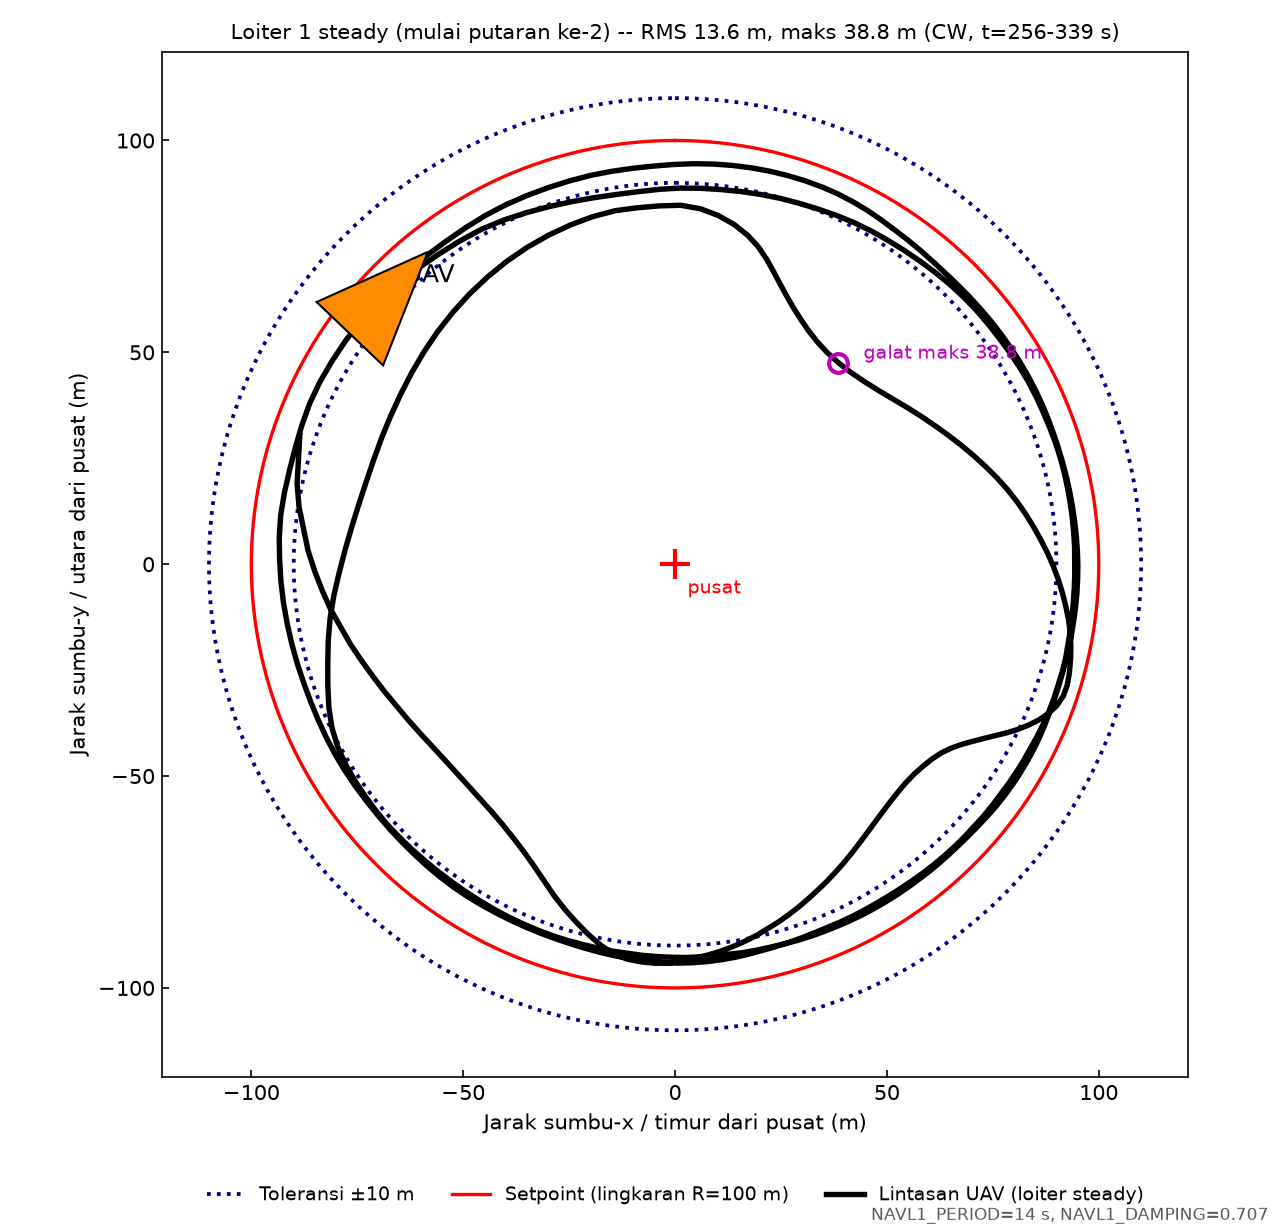 Loiter 1 steady (mulai putaran ke-2) -- RMS 13.6 m, maks 38.8 m (CW, t=256-339 s)
Jarak sumbu-y / utara dari pusat (m)
100
50
0
−50
−100
AV
galat maks 38.8 m
pusat
−100 −50 0 50 100
Jarak sumbu-x / timur dari pusat (m)
Toleransi ±10 m Setpoint (lingkaran R=100 m) Lintasan UAV (loiter steady)
NAVL1_PERIOD=14 s, NAVL1_DAMPING=0.707